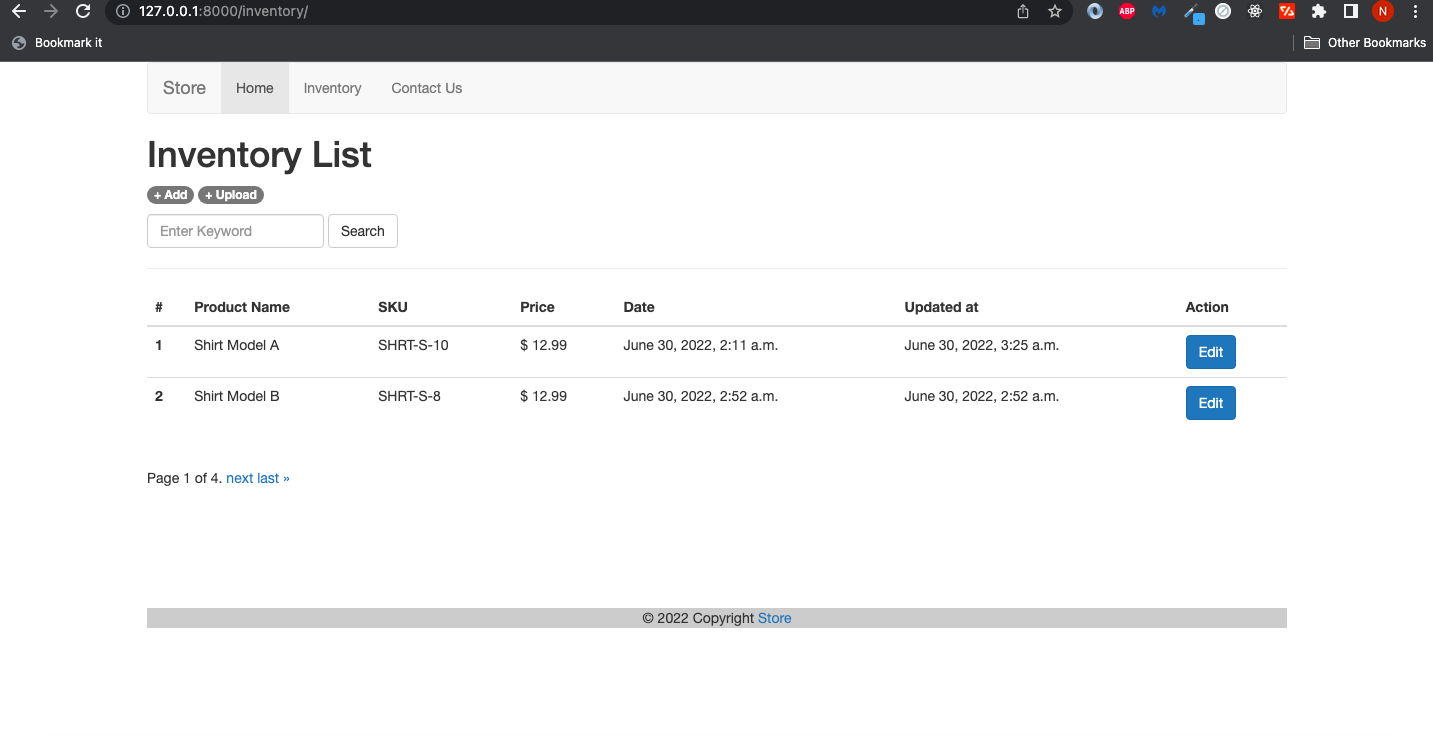 127.0.0.1:8000/inventory/
ABP
N
Bookmark it
Other Bookmarks
Store Home Inventory Contact Us
Inventory List
+ Add + Upload
Enter Keyword Search
# Product Name SKU Price Date Updated at Action
1 Shirt Model A SHRT-S-10 $ 12.99 June 30, 2022, 2:11 a.m. June 30, 2022, 3:25 a.m. Edit
2 Shirt Model B SHRT-S-8 $ 12.99 June 30, 2022, 2:52 a.m. June 30, 2022, 2:52 a.m. Edit
Page 1 of 4. next last »
© 2022 Copyright Store